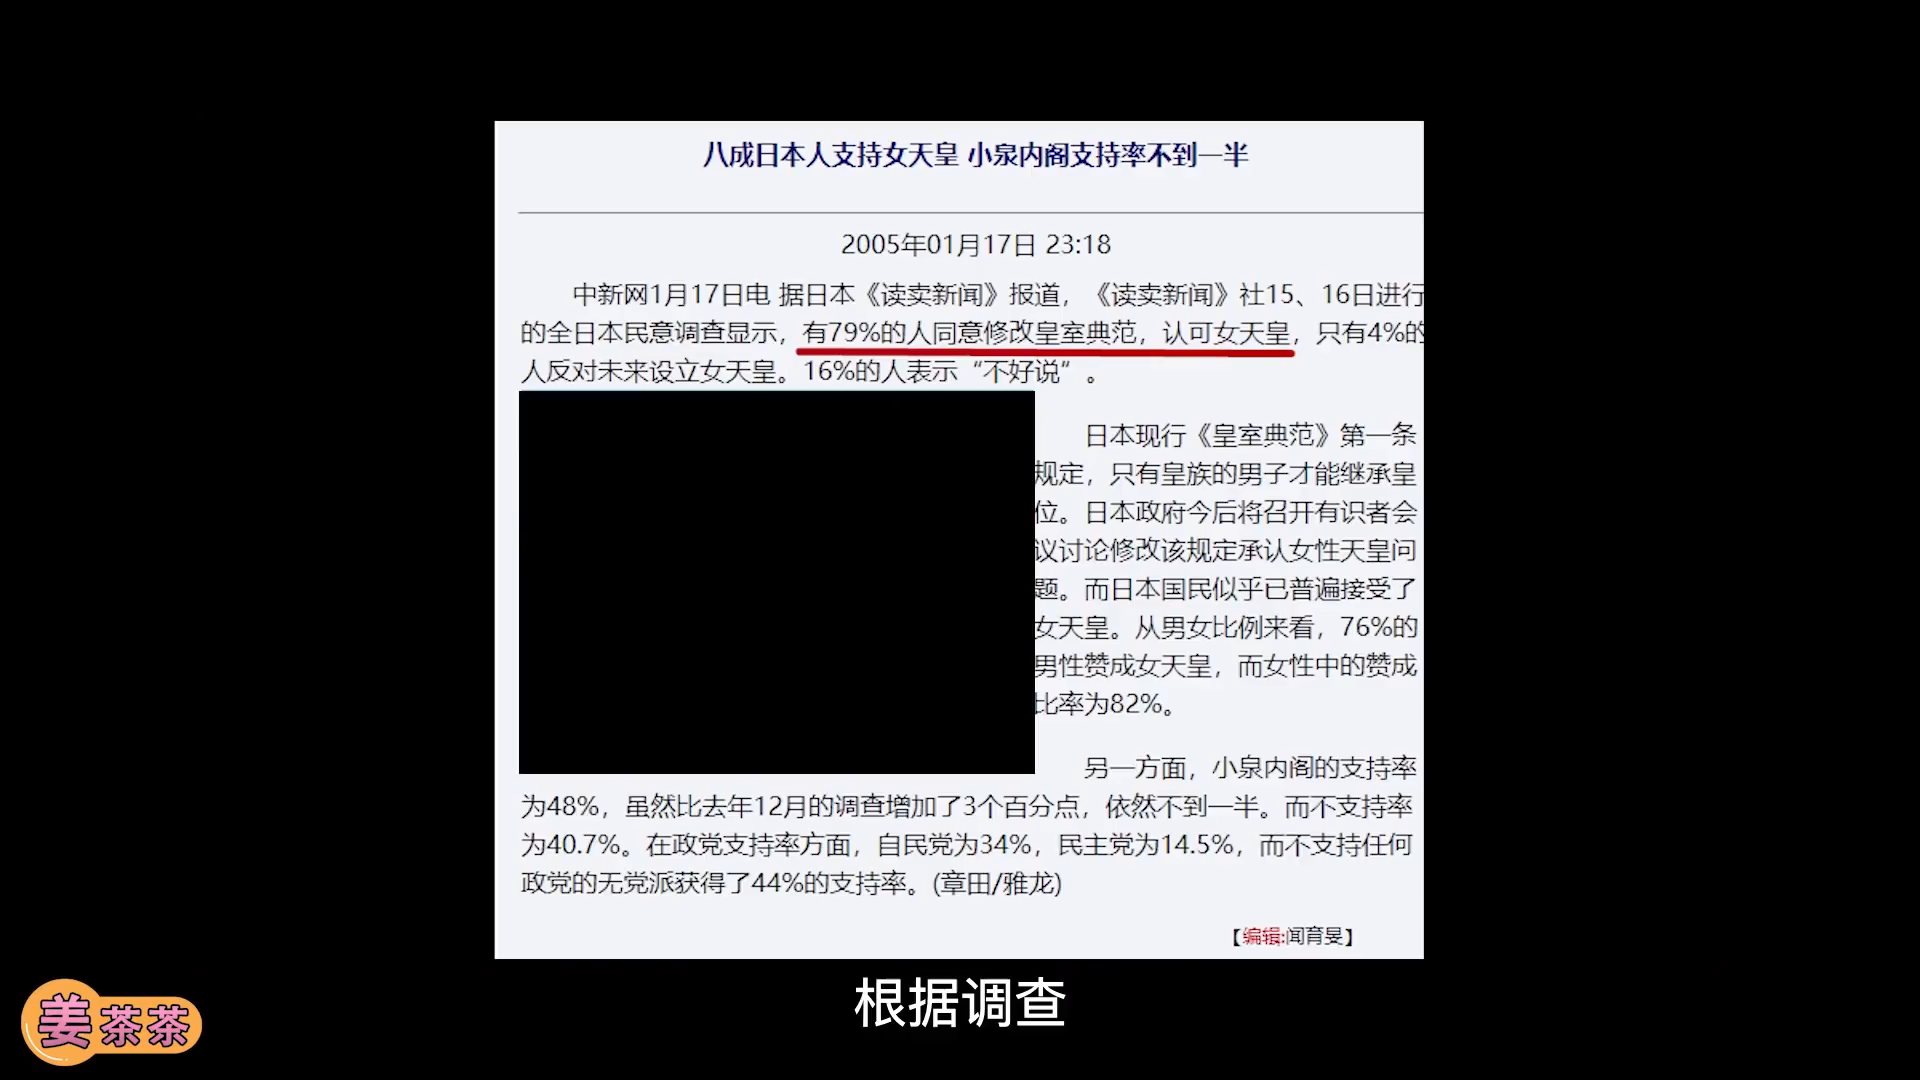 八成日本人支持女天皇 小泉内阁支持率不到一半
2005年01月17日 23:18
中新网1月17日电 据日本《读卖新闻》报道，《读卖新闻》社15、16日进行
的全日本民意调查显示，有79%的人同意修改皇室典范，认可女天皇，只有4%的
人反对未来设立女天皇。16%的人表示“不好说”。
日本现行《皇室典范》第一条
规定，只有皇族的男子才能继承皇
位。日本政府今后将召开有识者会
议讨论修改该规定承认女性天皇问
题。而日本国民似乎已普遍接受了
女天皇。从男女比例来看，76%的
男性赞成女天皇，而女性中的赞成
比率为82%。
另一方面，小泉内阁的支持率
为48%，虽然比去年12月的调查增加了3个百分点，依然不到一半。而不支持率
为40.7%。在政党支持率方面，自民党为34%，民主党为14.5%，而不支持任何
政党的无党派获得了44%的支持率。(章田/雅龙)
【编辑:闻育旻】
根据调查
姜茶茶